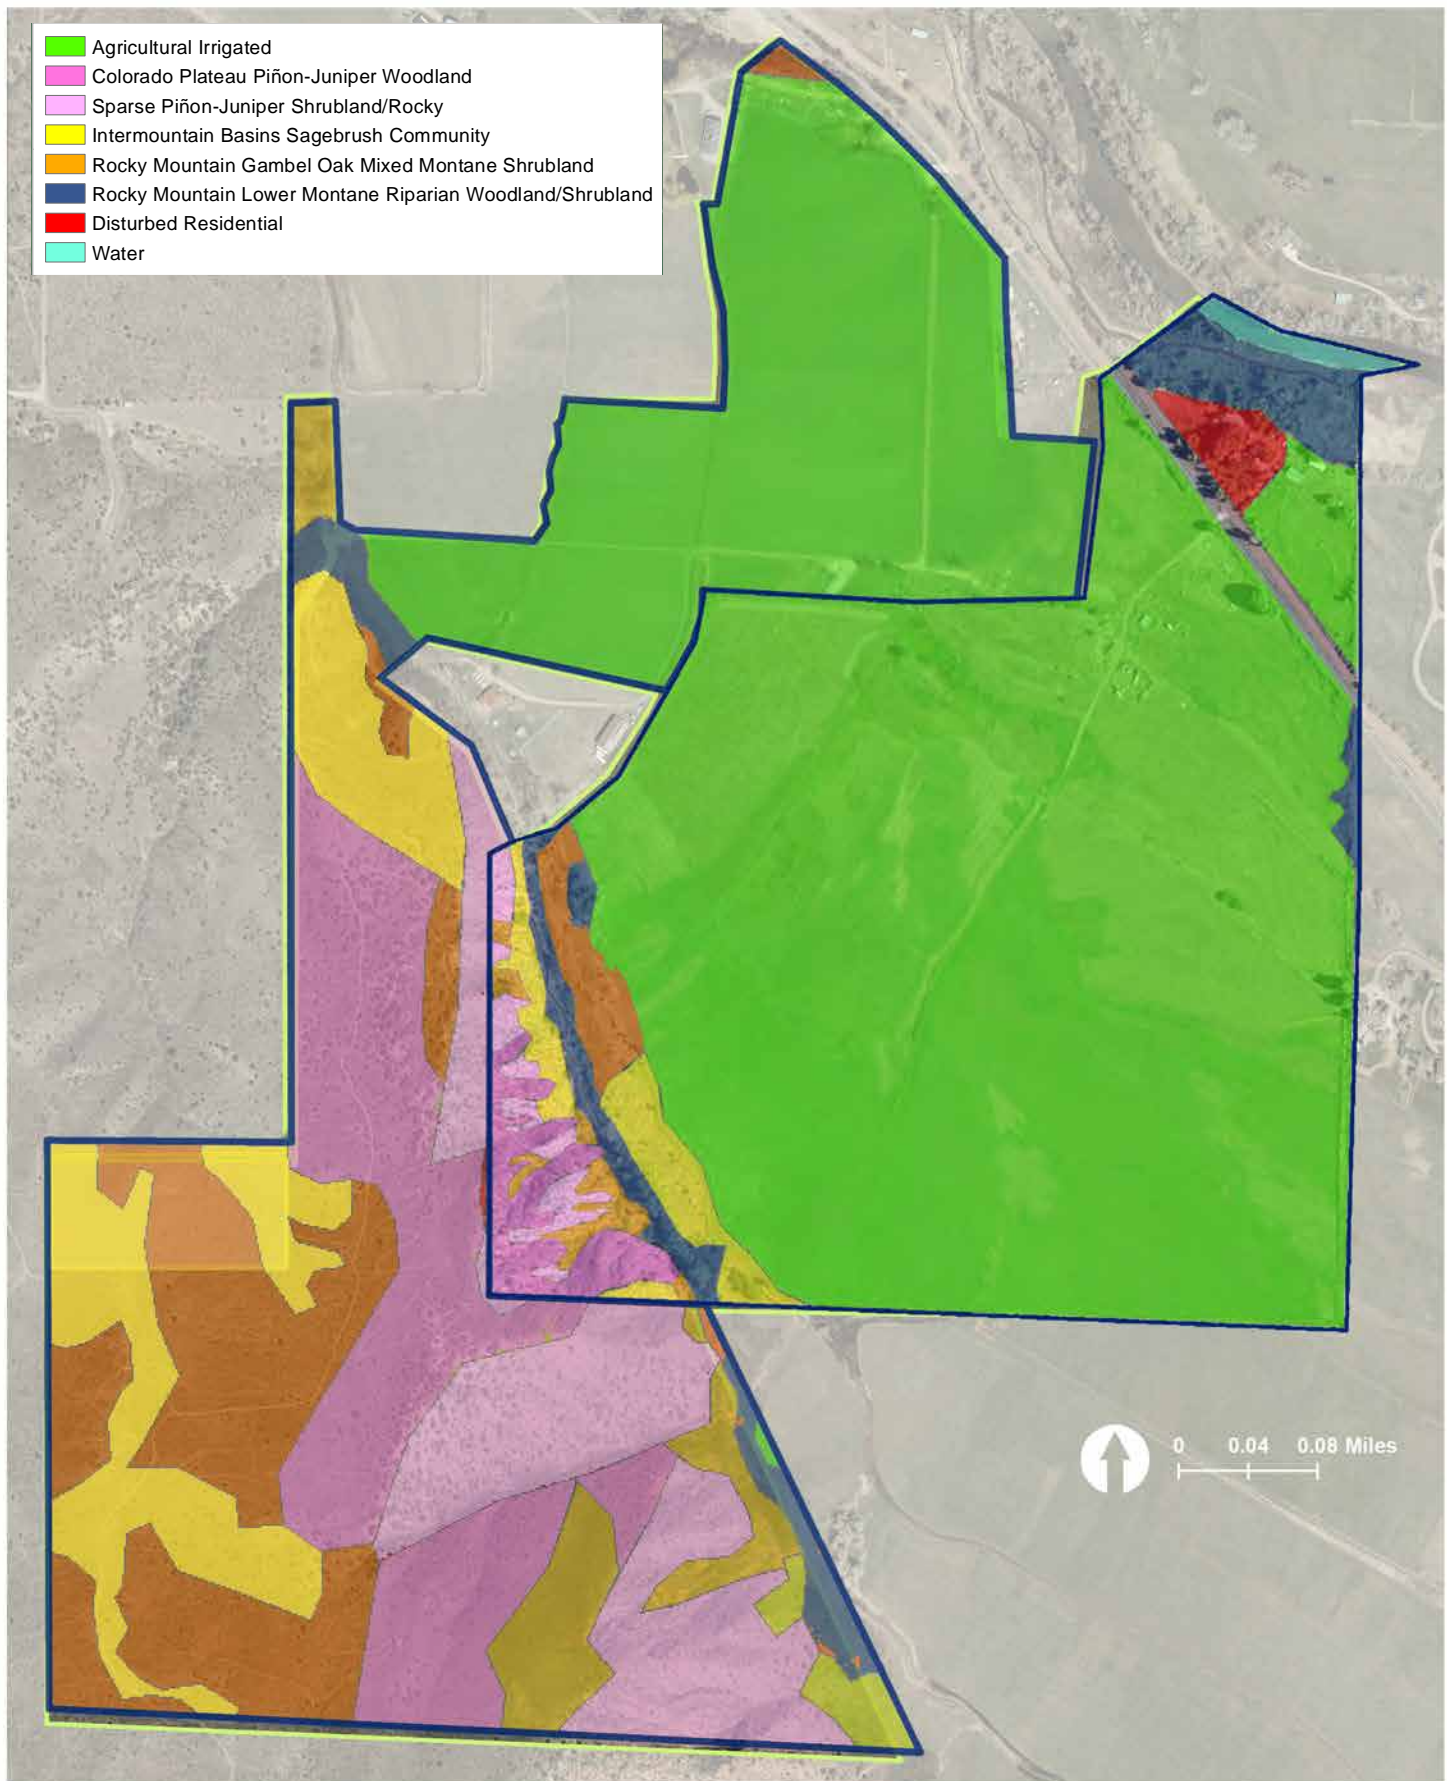 Agricultural Irrigated
Colorado Plateau Piñon-Juniper Woodland
Sparse Piñon-Juniper Shrubland/Rocky
Intermountain Basins Sagebrush Community
Rocky Mountain Gambel Oak Mixed Montane Shrubland
Rocky Mountain Lower Montane Riparian Woodland/Shrubland
Disturbed Residential
Water
0 0.04 0.08 Miles